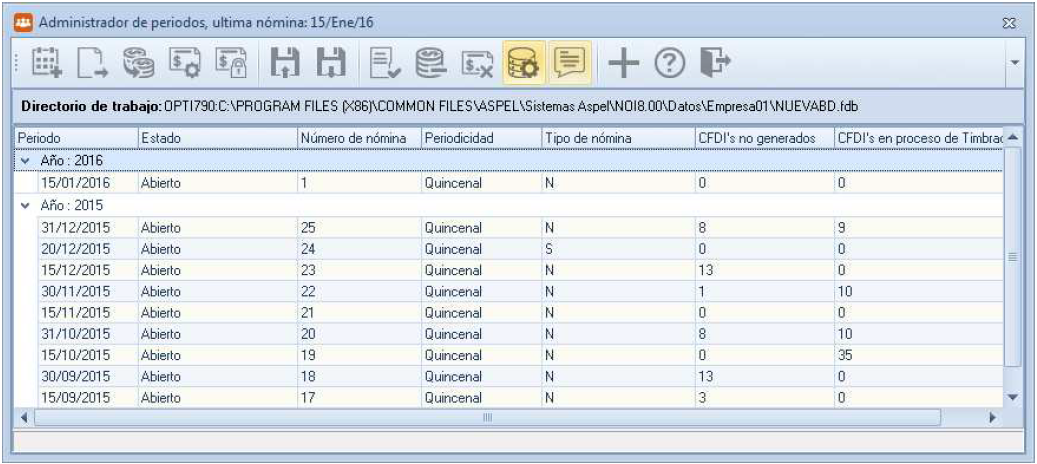 Administrador de periodos, ultima nómina: 15/Ene/16
Directorio de trabajo:OPTI790:C:\PROGRAM FILES (X86)\COMMON FILES\ASPEL\Sistemas Aspel\NOI8.00\Datos\Empresa01\NUEVABD.fdb
Periodo Estado Número de nómina Periodicidad Tipo de nómina CFDI's no generados CFDI's en proceso de Timbrac
Año : 2016
15/01/2016 Abierto 1 Quincenal N 0 0
Año : 2015
31/12/2015 Abierto 25 Quincenal N 8 9
20/12/2015 Abierto 24 Quincenal S 0 0
15/12/2015 Abierto 23 Quincenal N 13 0
30/11/2015 Abierto 22 Quincenal N 1 10
15/11/2015 Abierto 21 Quincenal N 0 0
31/10/2015 Abierto 20 Quincenal N 8 10
15/10/2015 Abierto 19 Quincenal N 0 35
30/09/2015 Abierto 18 Quincenal N 13 0
15/09/2015 Abierto 17 Quincenal N 3 0